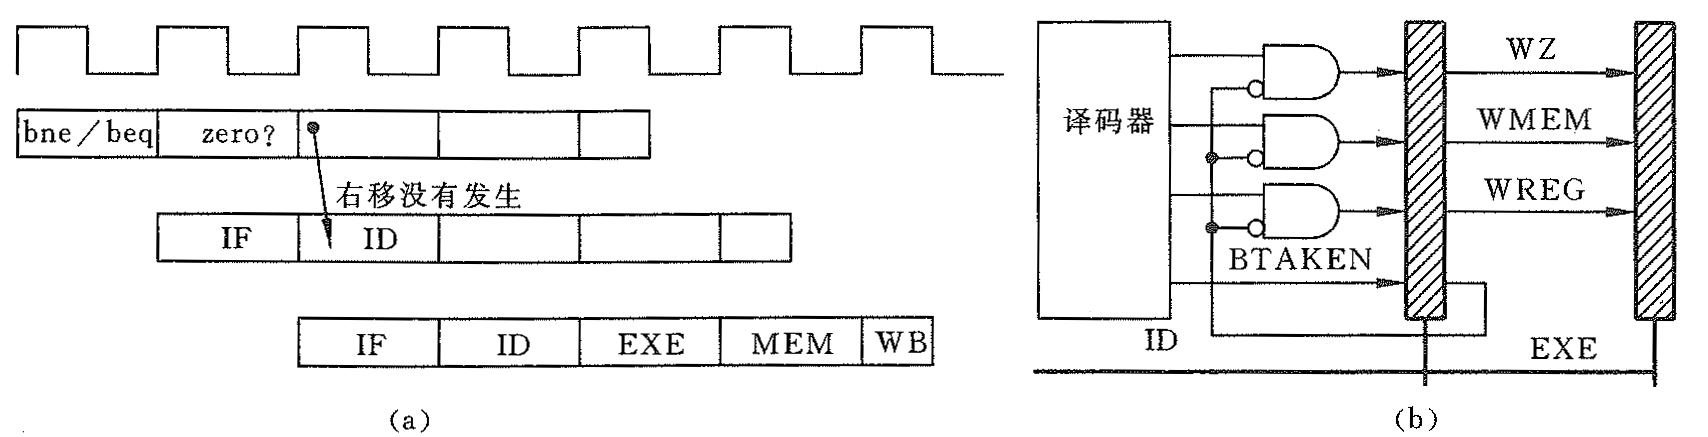 bne/beq zero?
右移没有发生
IF ID
IF ID EXE MEM WB
(a)
译码器
WZ
WMEM
WREG
BTAKEN
ID
EXE
(b)